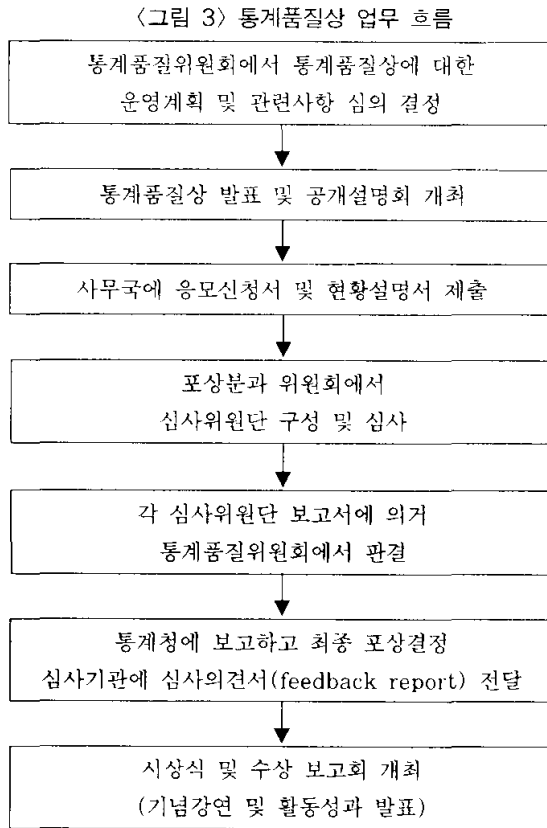 〈그림 3〉 통계품질상 업무 흐름
통계품질위원회에서 통계품질상에 대한
운영계획 및 관련사항 심의 결정
통계품질상 발표 및 공개설명회 개최
사무국에 응모신청서 및 현황설명서 제출
포상분과 위원회에서
심사위원단 구성 및 심사
각 심사위원단 보고서에 의거
통계품질위원회에서 판결
통계청에 보고하고 최종 포상결정
심사기관에 심사의견서(feedback report) 전달
시상식 및 수상 보고회 개최
(기념강연 및 활동성과 발표)